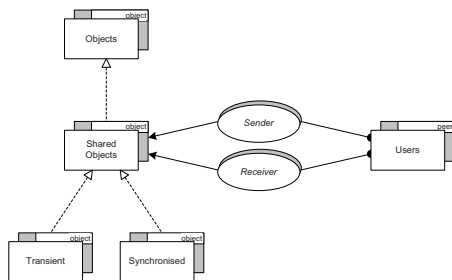 object
Objects
object
Shared
Objects
Sender
Receiver
peer
Users
object
Transient
object
Synchronised